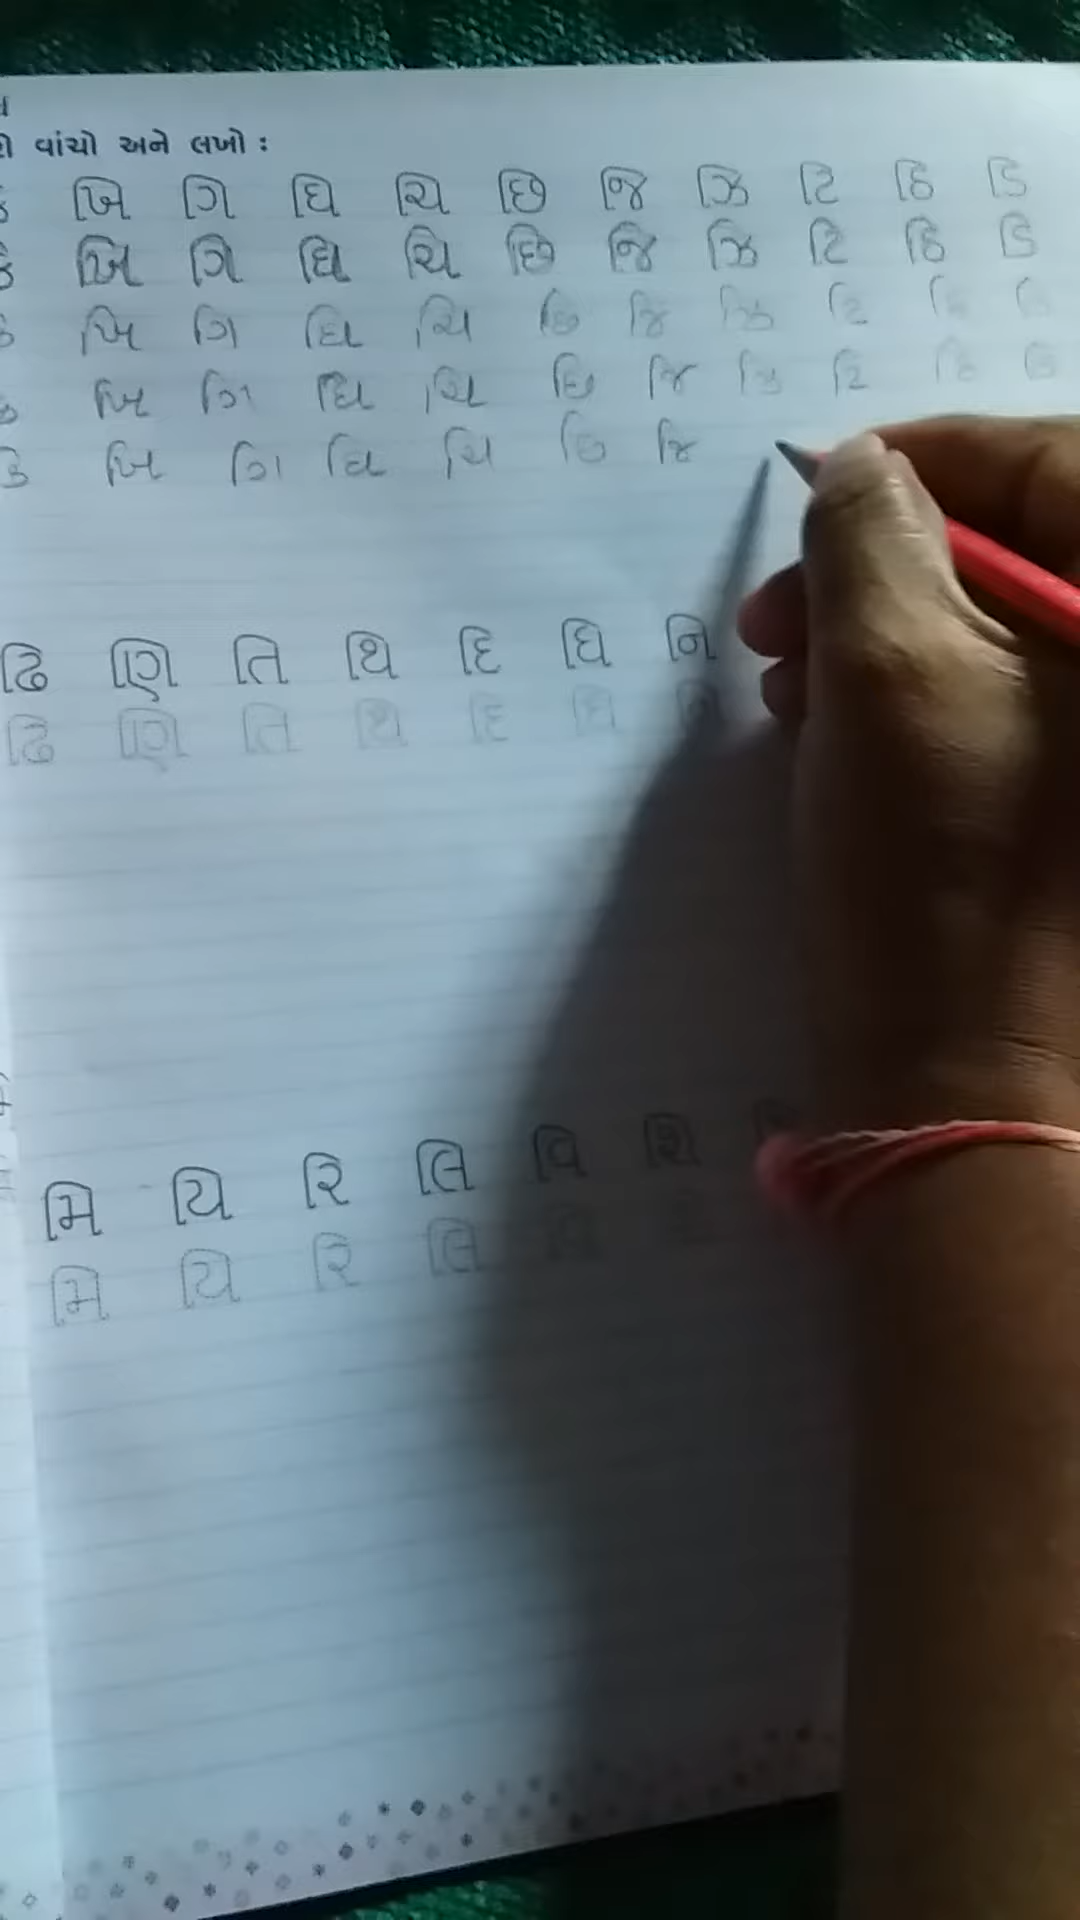 વાંચો અને લખો :
ખિ ગિ ઘિ ચિ છિ જિ ઝિ ટિ ઠિ ડિ
ખિ ગિ ઘિ ચિ છિ જિ ઝિ ટિ ઠિ ડિ
ખિ ગિ ઘિ ચિ છિ જિ ઝિ ટિ ઠિ
ખિ ગિ ઘિ ચિ છિ જિ ઝિ ટિ ઠિ
ખિ ગિ ઘિ ચિ છિ જિ
ઢિ ણિ તિ થિ દિ ધિ નિ
ઢિ ણિ તિ થિ દિ ધિ નિ
મિ યિ રિ લિ વિ શિ
મિ યિ રિ લિ વિ